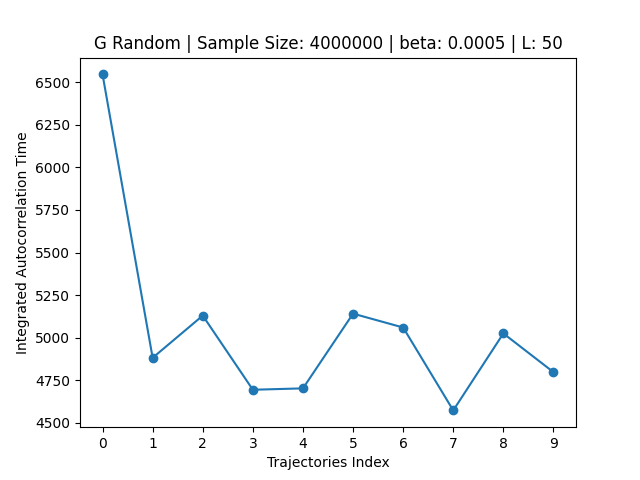 G Random | Sample Size: 4000000 | beta: 0.0005 | L: 50
Integrated Autocorrelation Time
6500
6250
6000
5750
5500
5250
5000
4750
4500
0 1 2 3 4 5 6 7 8 9
Trajectories Index